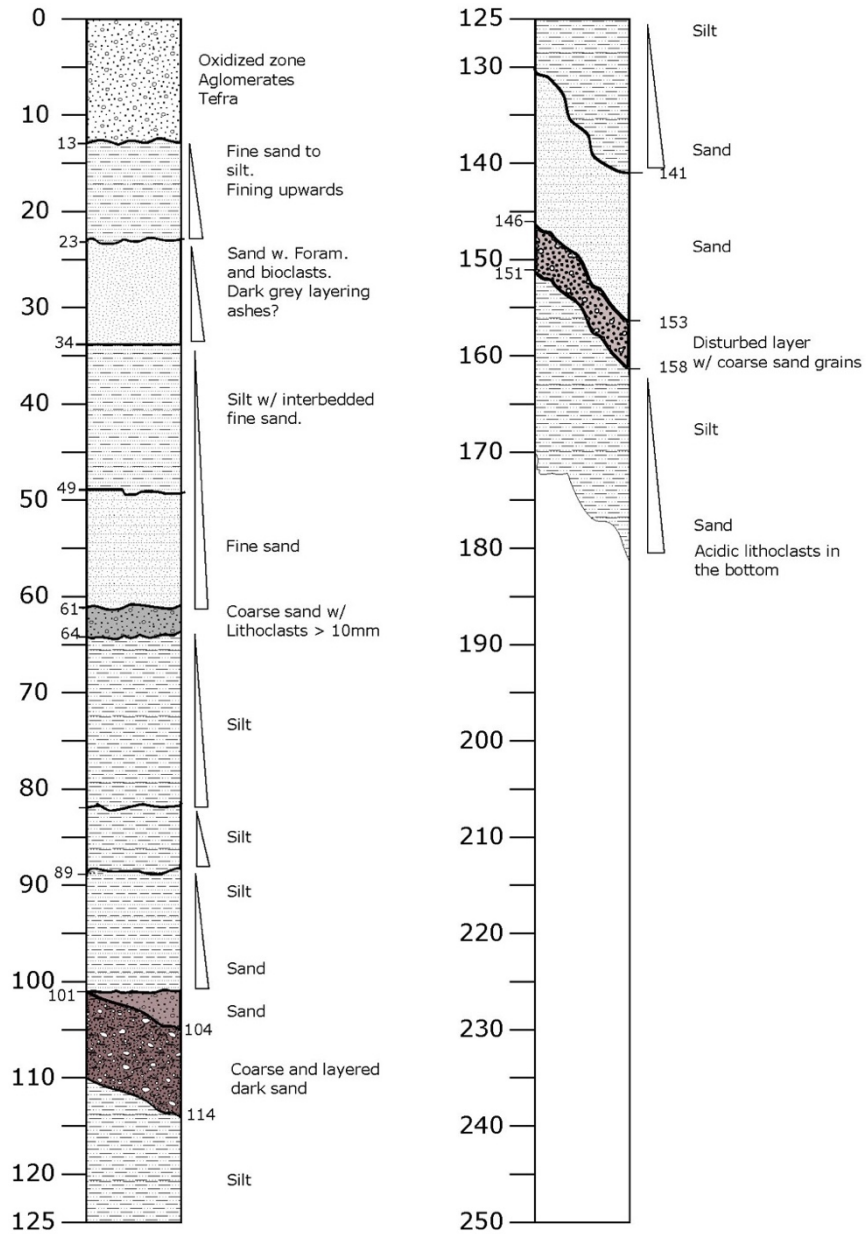 0
Oxidized zone
Aglomerates
Tefra
10
13
Fine sand to
silt.
Fining upwards
20
23
Sand w. Foram.
and bioclasts.
Dark grey layering
ashes?
30
34
40
Silt w/ interbedded
fine sand.
49
50
Fine sand
60
61
Coarse sand w/
Lithoclasts > 10mm
64
70
Silt
80
Silt
89
90
Silt
Sand
100
101
Sand
104
Coarse and layered
dark sand
110
114
120
Silt
125
125
Silt
130
Sand
140
141
146
Sand
150
151
153
Disturbed layer
w/ coarse sand grains
160
158
Silt
170
Sand
180
Acidic lithoclasts in
the bottom
190
200
210
220
230
240
250